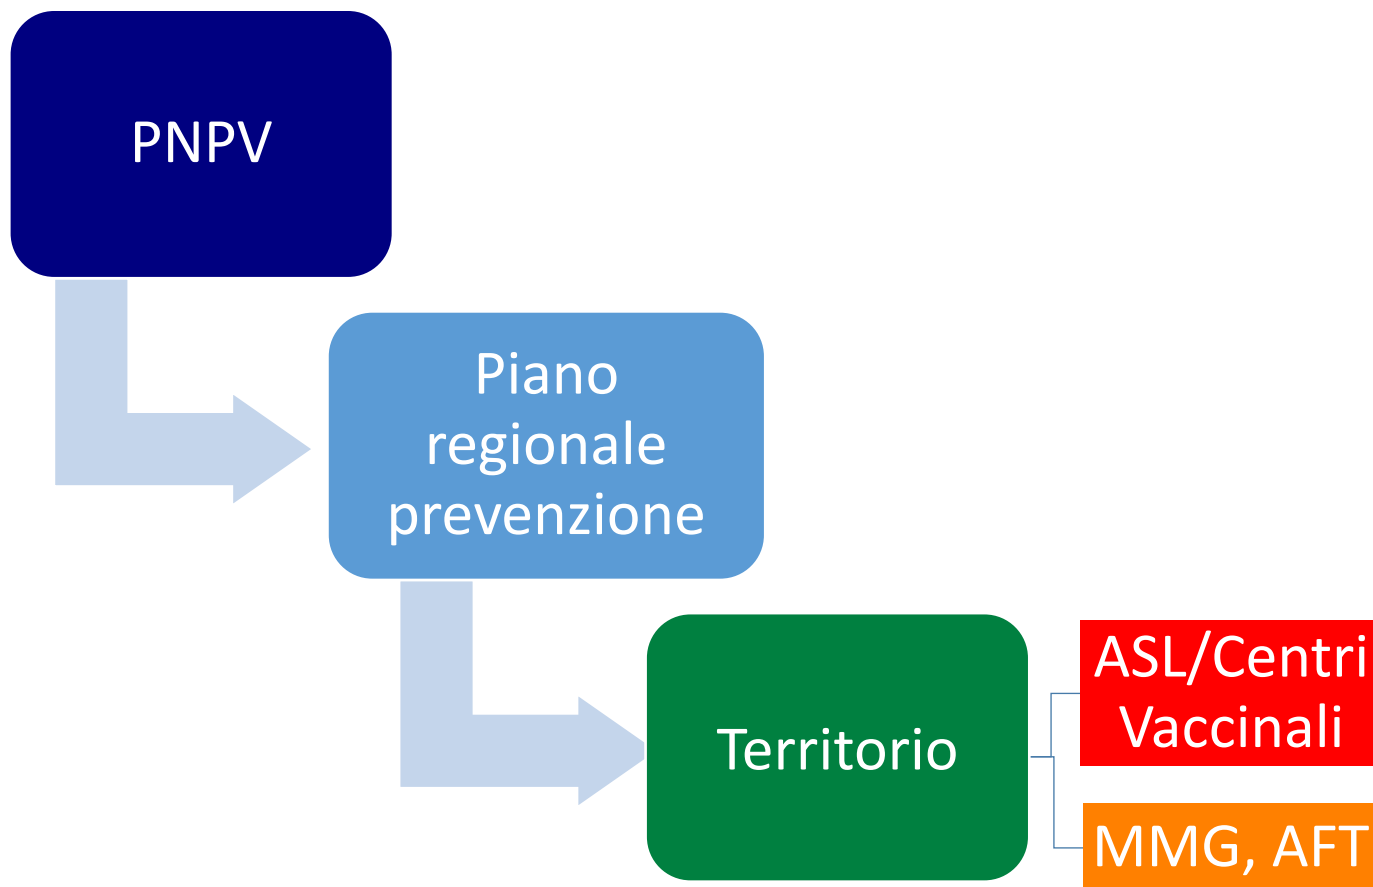 PNPV
Piano
regionale
prevenzione
Territorio
ASL/Centri
Vaccinali
MMG, AFT